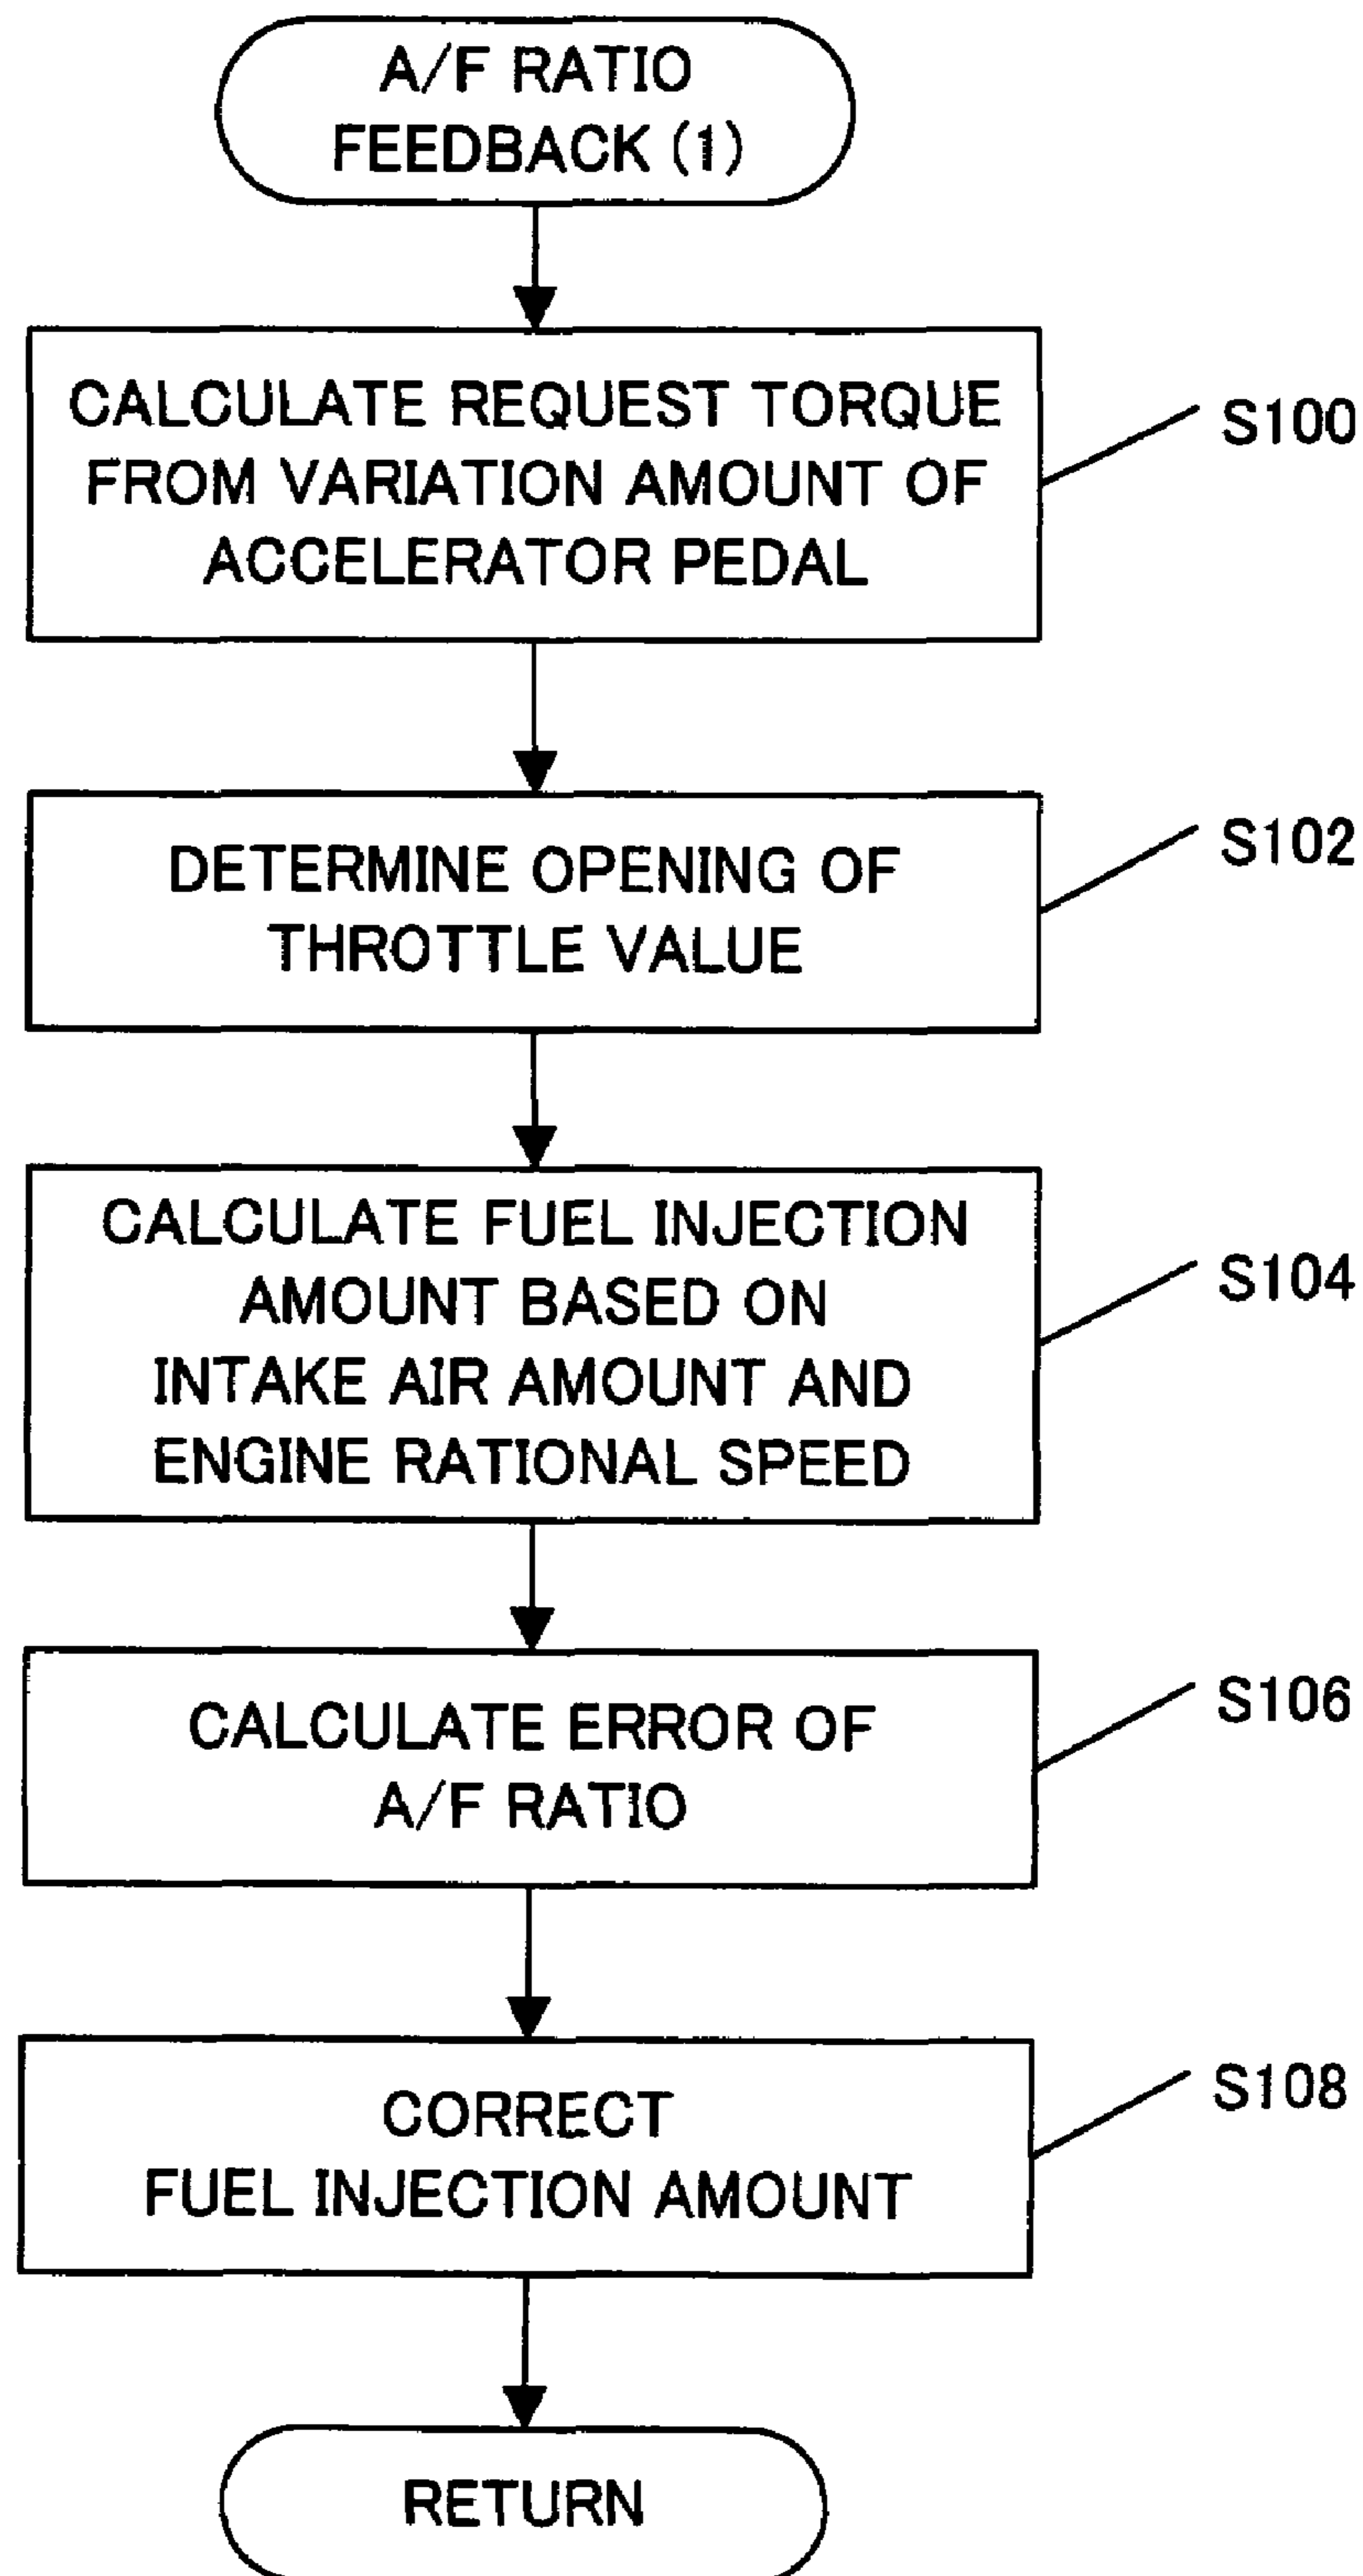 A/F RATIO
FEEDBACK (1)
CALCULATE REQUEST TORQUE
FROM VARIATION AMOUNT OF
ACCELERATOR PEDAL
S100
DETERMINE OPENING OF
THROTTLE VALUE
S102
CALCULATE FUEL INJECTION
AMOUNT BASED ON
INTAKE AIR AMOUNT AND
ENGINE RATIONAL SPEED
S104
CALCULATE ERROR OF
A/F RATIO
S106
CORRECT
FUEL INJECTION AMOUNT
S108
RETURN